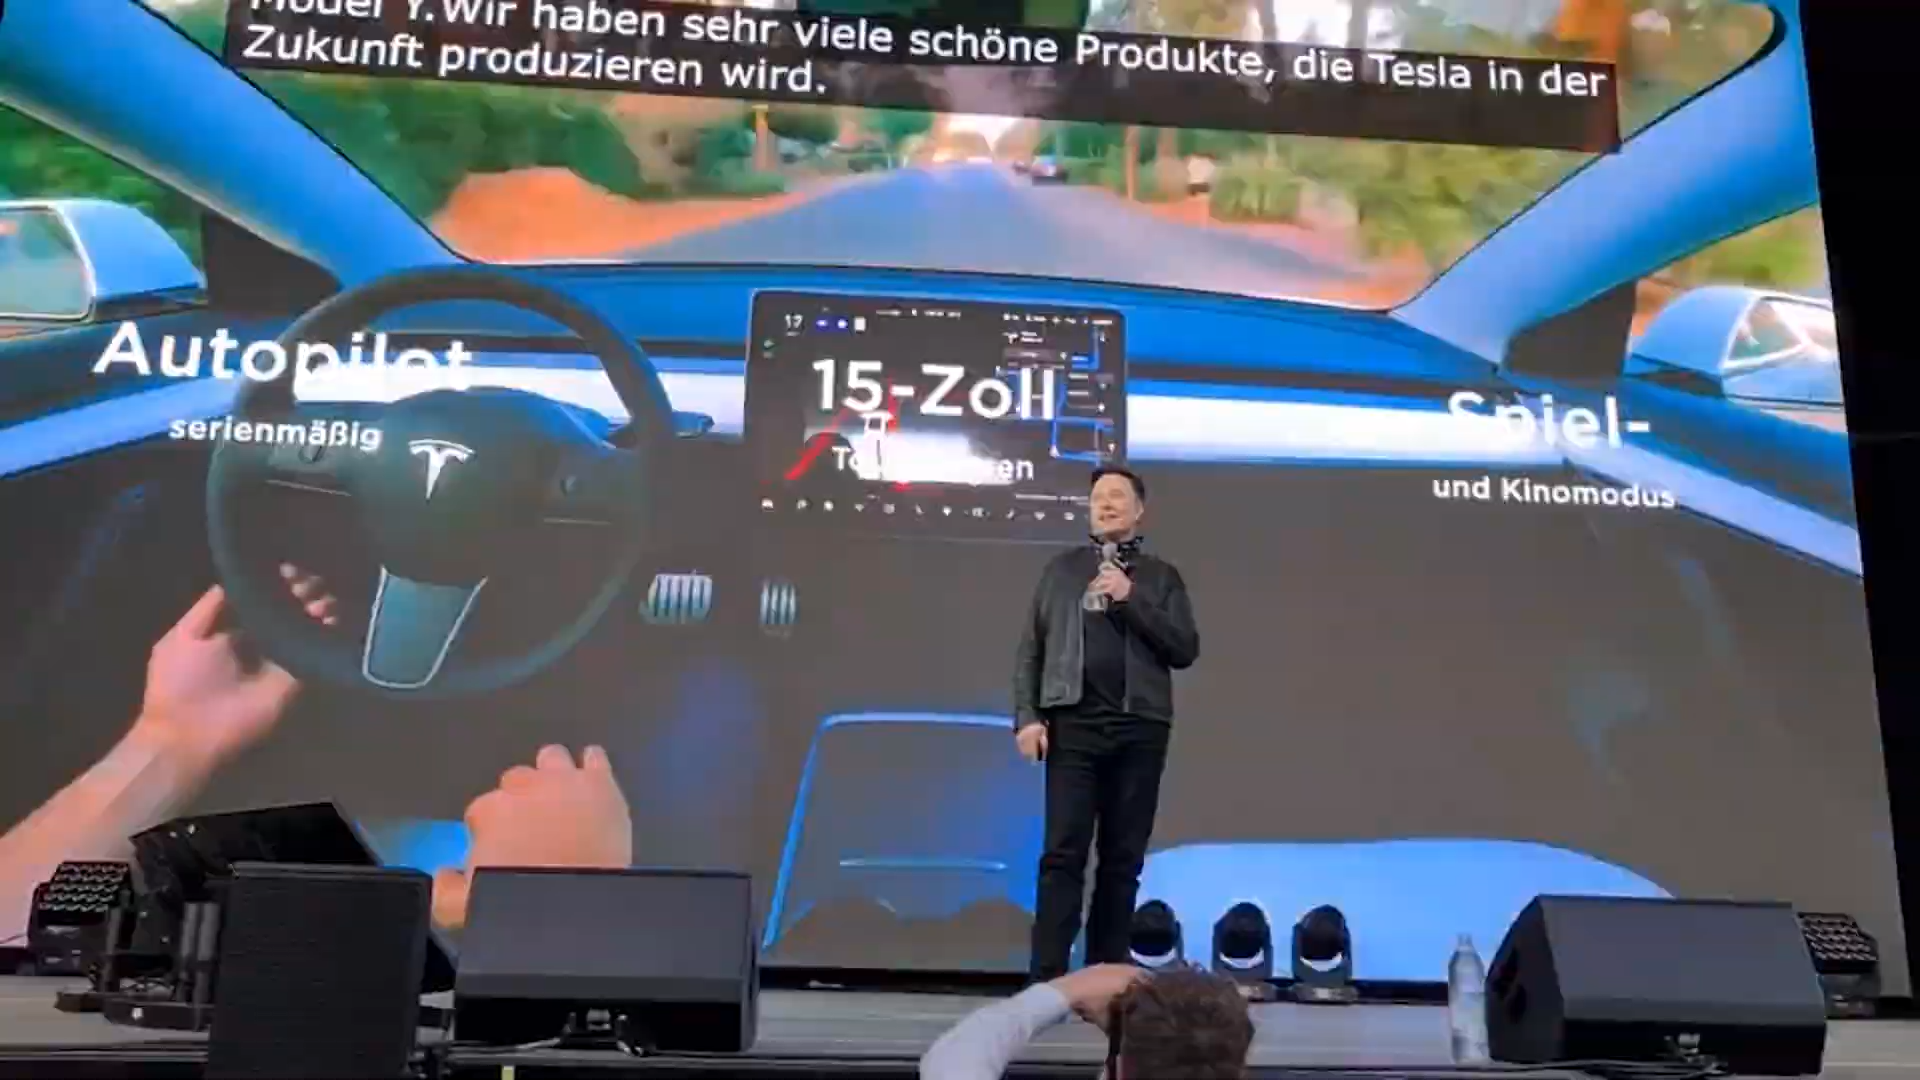 Model Y.Wir haben sehr viele schöne Produkte, die Tesla in der
Zukunft produzieren wird.
Autopilot
serienmäßig
15-Zoll
Spiel-
und Kinomodus
17